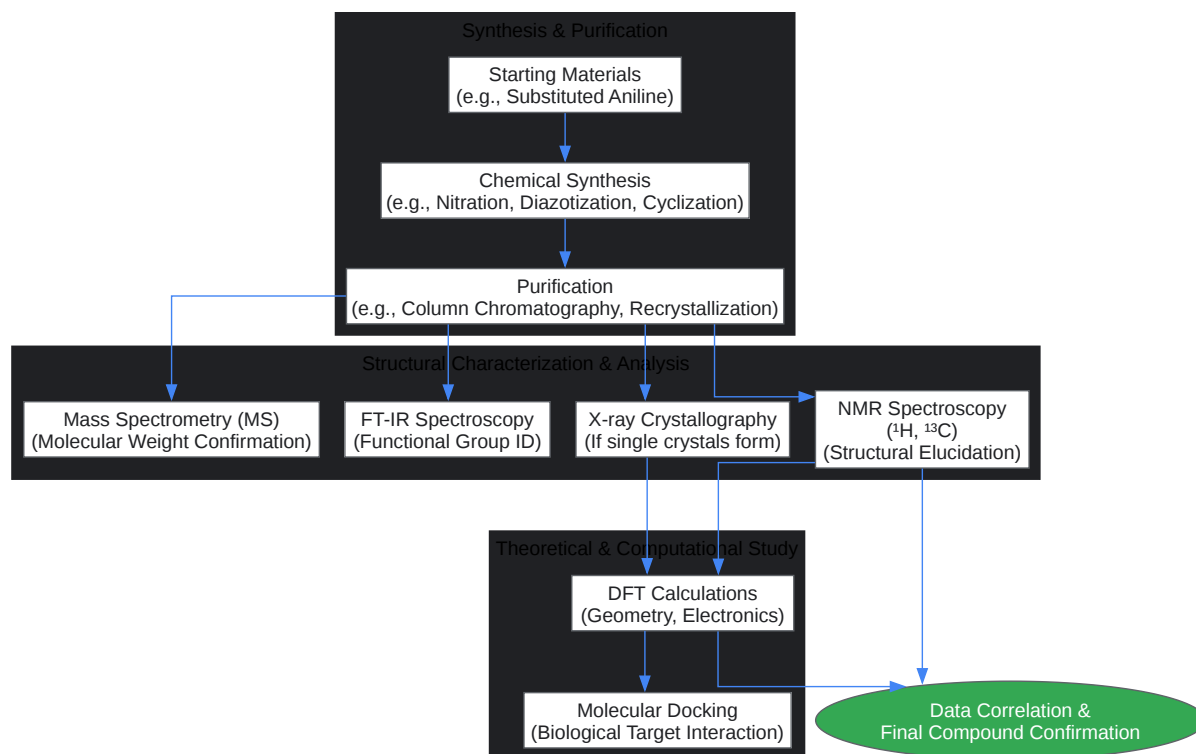 Synthesis & Purification
Starting Materials
(e.g., Substituted Aniline)
Chemical Synthesis
(e.g., Nitration, Diazotization, Cyclization)
Purification
(e.g., Column Chromatography, Recrystallization)
Structural Characterization & Analysis
Mass Spectrometry (MS)
(Molecular Weight Confirmation)
FT-IR Spectroscopy
(Functional Group ID)
X-ray Crystallography
(If single crystals form)
NMR Spectroscopy
(¹H, ¹³C)
(Structural Elucidation)
Theoretical & Computational Study
DFT Calculations
(Geometry, Electronics)
Molecular Docking
(Biological Target Interaction)
Data Correlation &
Final Compound Confirmation